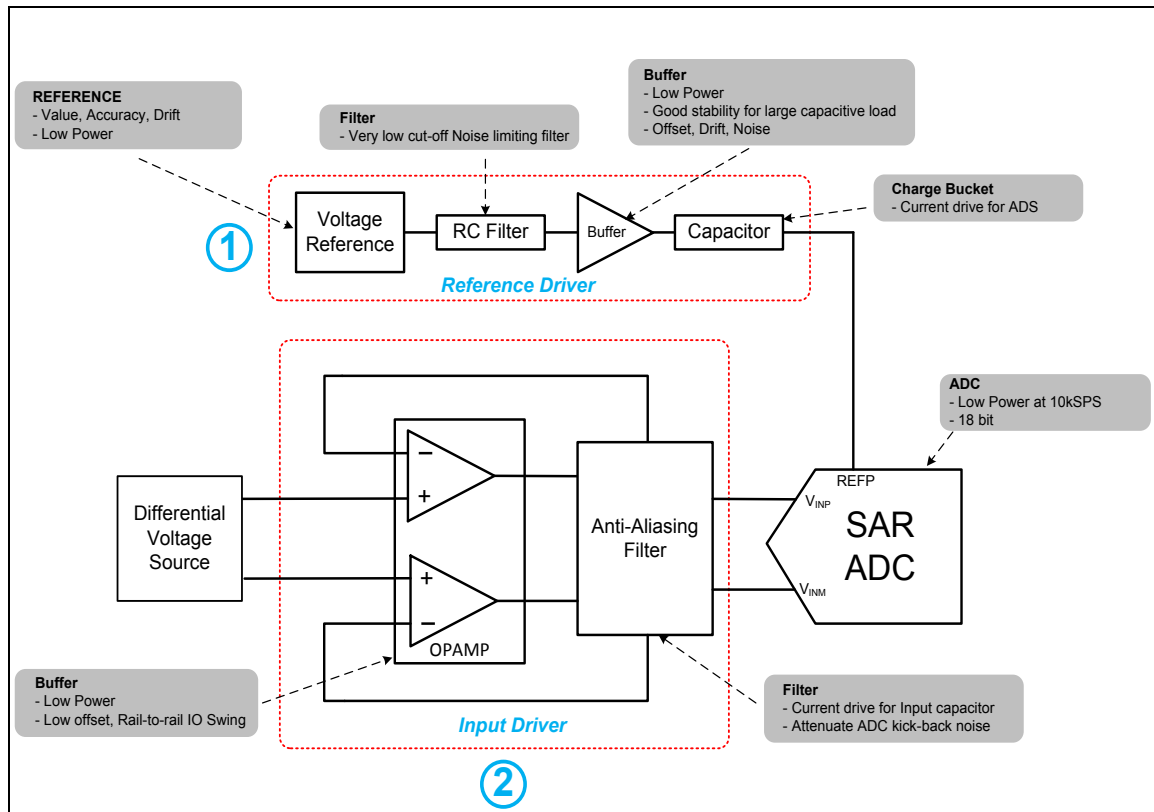 REFERENCE
- Value, Accuracy, Drift
- Low Power
Filter
- Very low cut-off Noise limiting filter
Buffer
- Low Power
- Good stability for large capacitive load
- Offset, Drift, Noise
Charge Bucket
- Current drive for ADS
1
Voltage
Reference
RC Filter
Buffer
Capacitor
Reference Driver
ADC
- Low Power at 10kSPS
- 18 bit
Differential
Voltage
Source
−
+
+
−
OPAMP
Anti-Aliasing
Filter
REFP
VINP
SAR
ADC
VINM
Buffer
- Low Power
- Low offset, Rail-to-rail IO Swing
Input Driver
Filter
- Current drive for Input capacitor
- Attenuate ADC kick-back noise
2